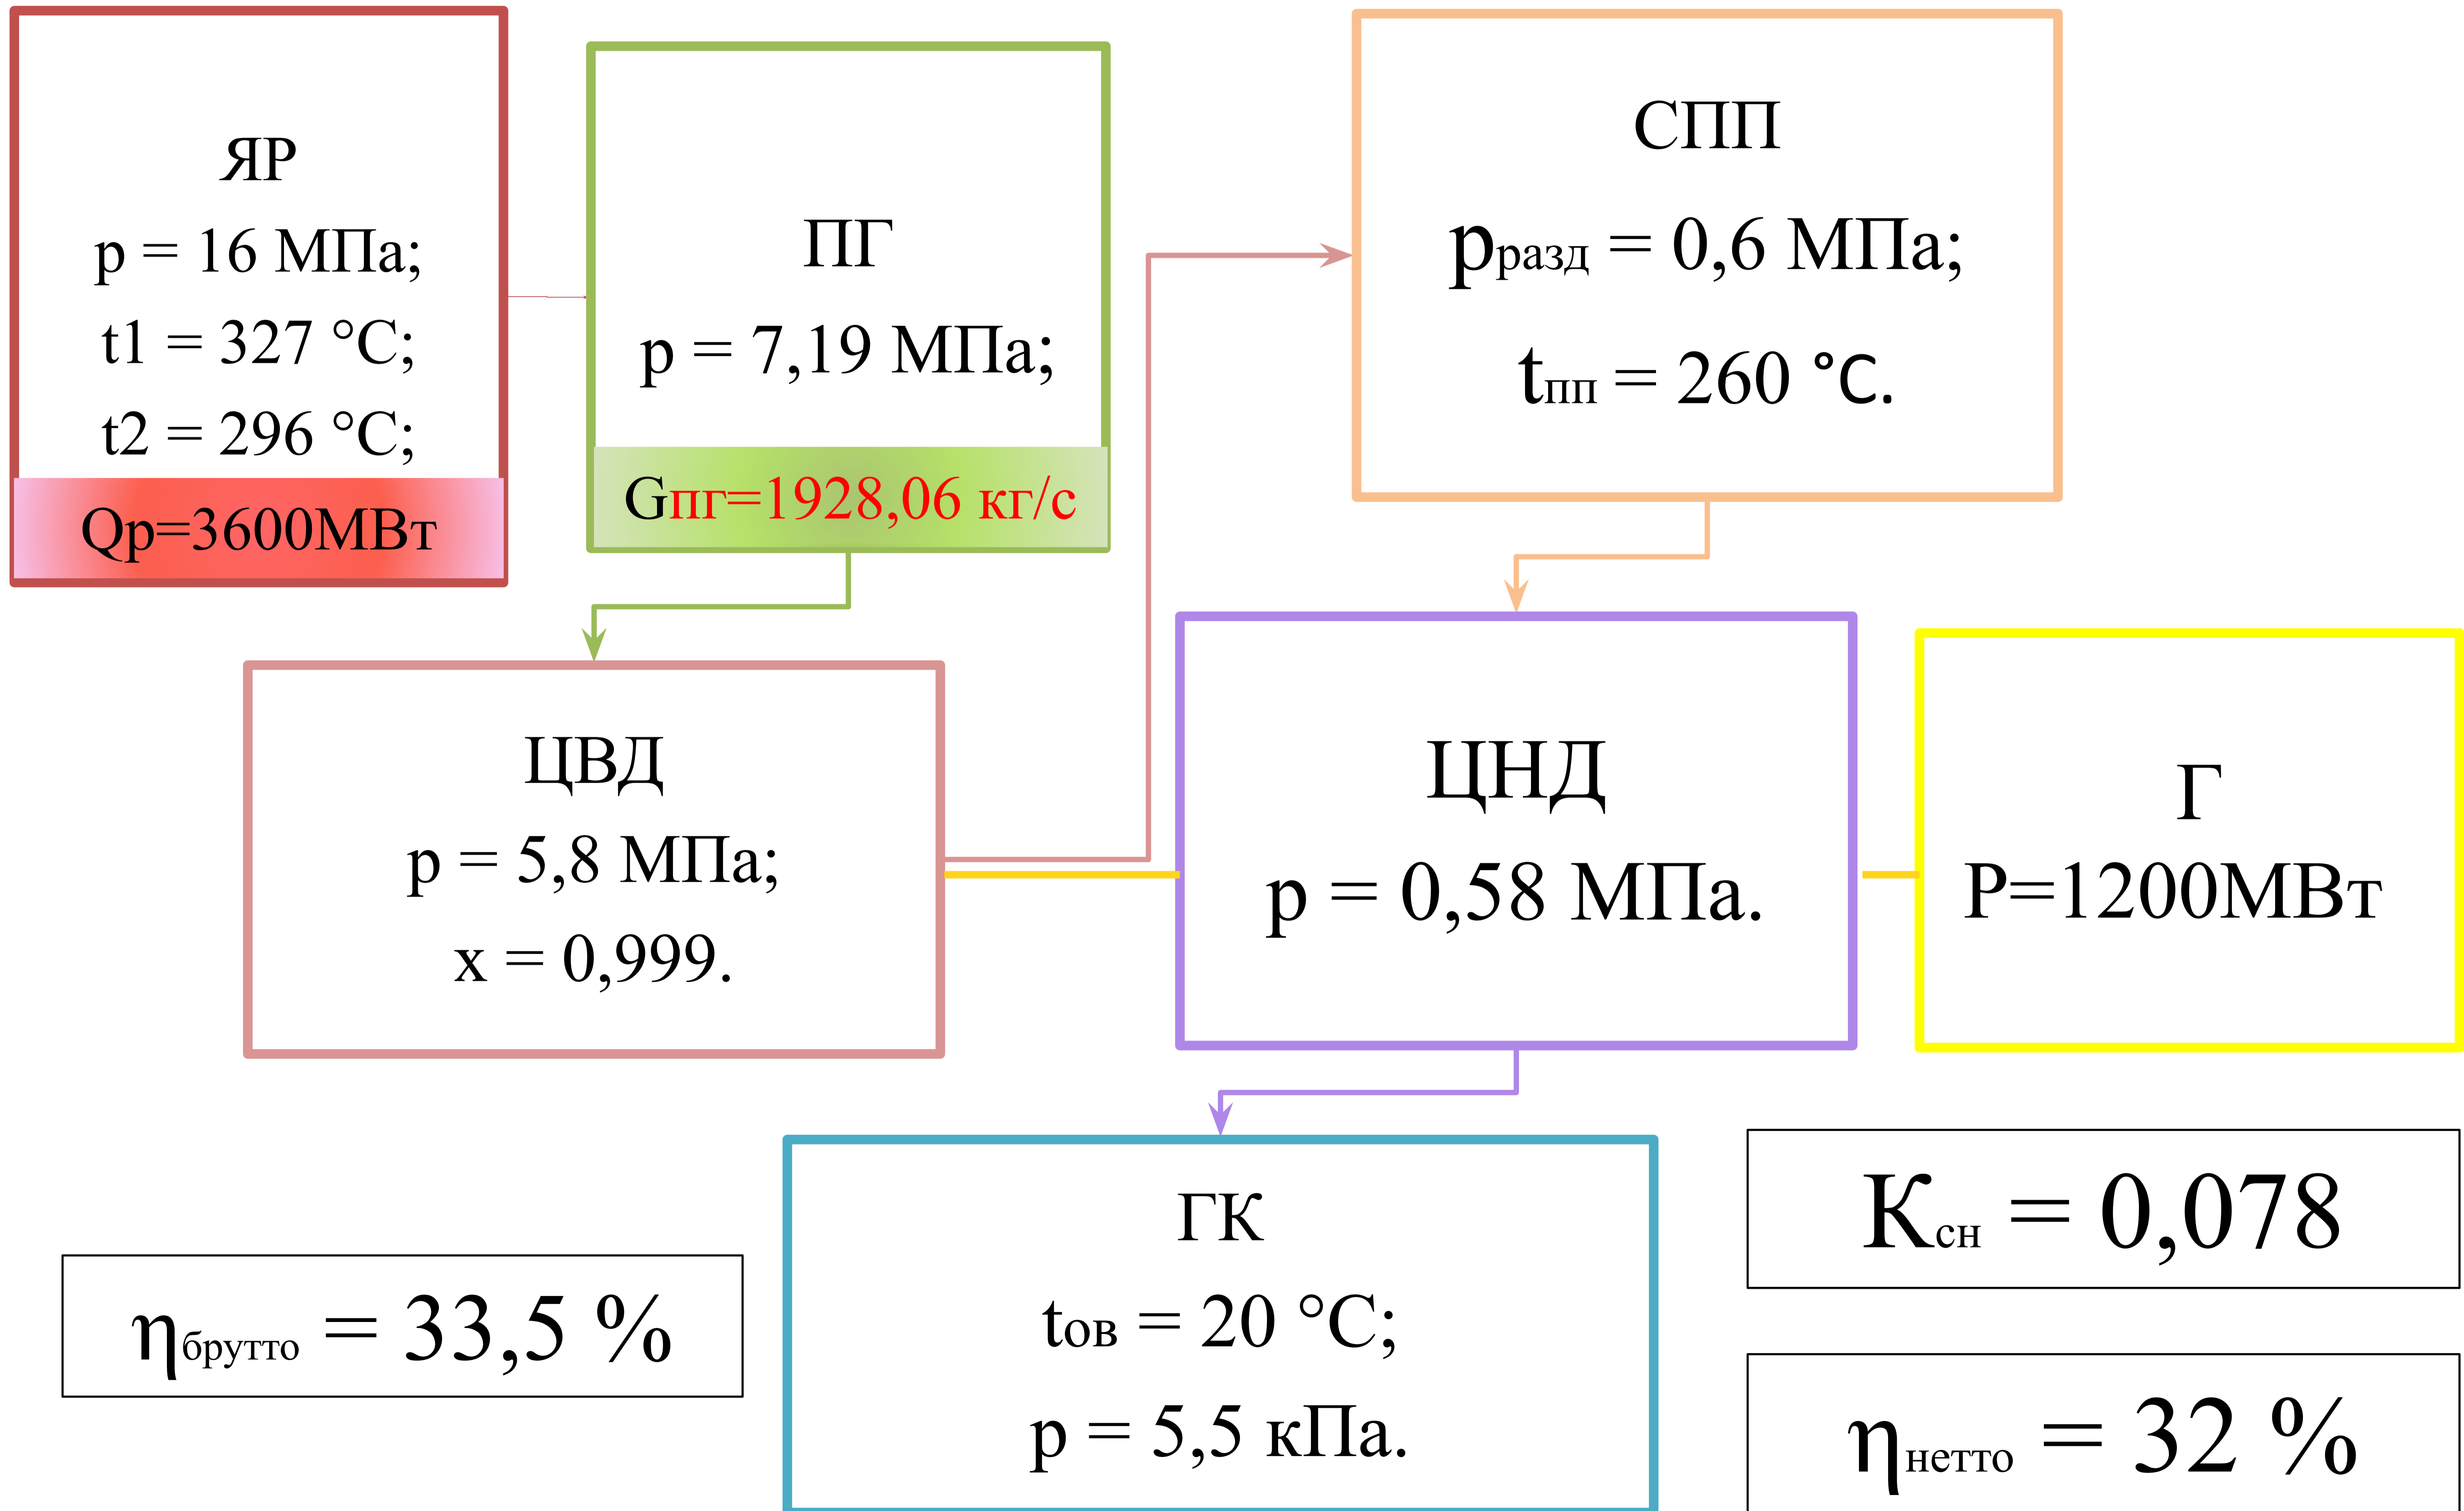 ЯР
p = 16 МПа;
t1 = 327 °C;
t2 = 296 °C;
Qр=3600МВт
ПГ
p = 7,19 МПа;
Gпг=1928,06 кг/с
СПП
pразд = 0,6 МПа;
tпп = 260 °C.
ЦВД
p = 5,8 МПа;
x = 0,999.
ЦНД
p = 0,58 МПа.
Г
P=1200МВт
ГК
tов = 20 °C;
p = 5,5 кПа.
ηбрутто = 33,5 %
Ксн = 0,078
ηнетто = 32 %